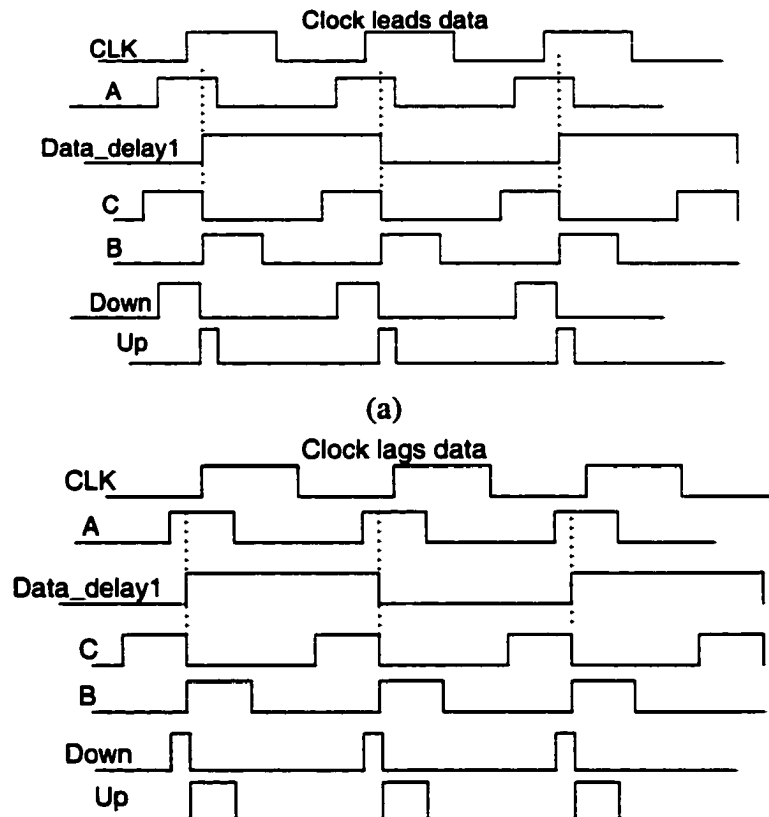 Clock leads data
CLK
A
Data_delay1
C
B
Down
Up
(a)
Clock lags data
CLK
A
Data_delay1
C
B
Down
Up